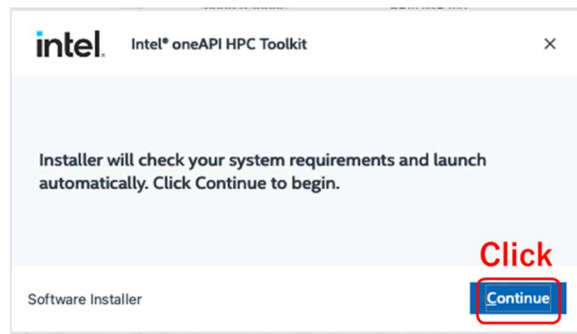 intel. Intel® oneAPI HPC Toolkit
Installer will check your system requirements and launch
automatically. Click Continue to begin.
Click
Software Installer
Continue